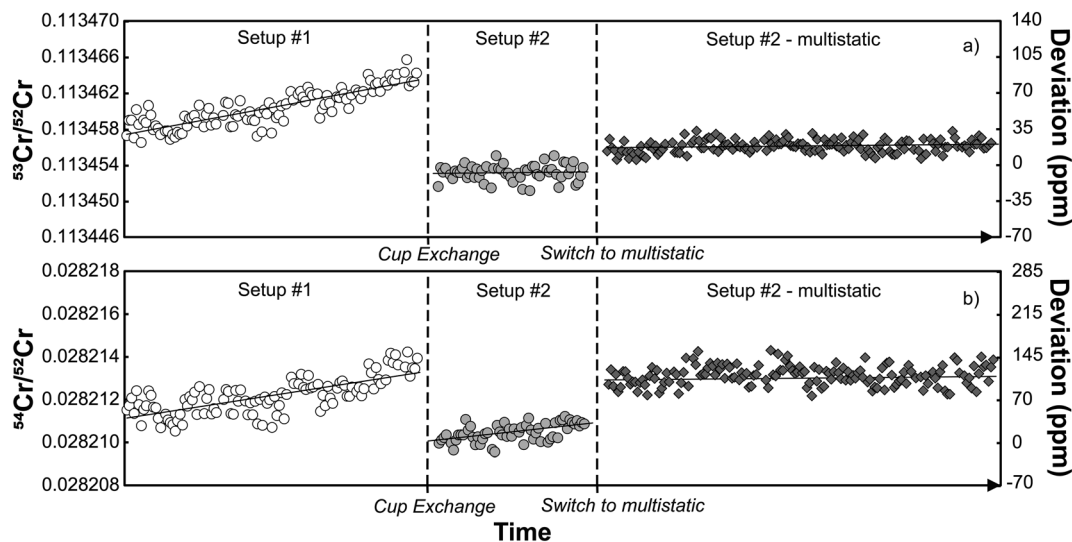 0.113470
0.113466
0.113462
0.113458
0.113454
0.113450
0.113446
⁵³Cr/⁵²Cr
Setup #1
Setup #2
Setup #2 - multistatic
a)
140
105
70
35
0
-35
-70
Deviation (ppm)
Cup Exchange
Switch to multistatic
0.028218
0.028216
0.028214
0.028211
0.028210
0.028208
⁵⁴Cr/⁵²Cr
Setup #1
Setup #2
Setup #2 - multistatic
b)
285
215
145
70
0
-70
Deviation (ppm)
Cup Exchange
Switch to multistatic
Time